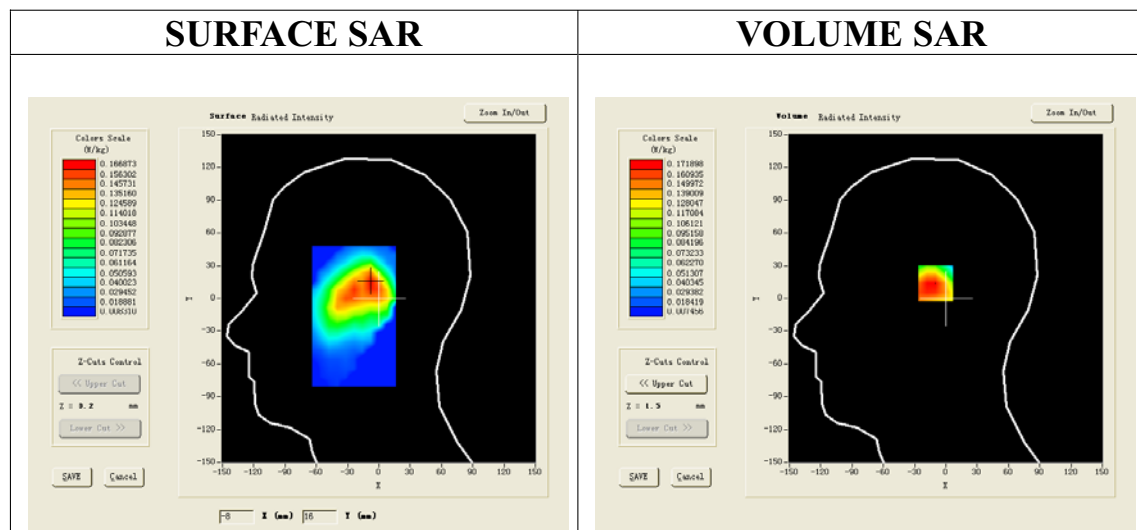 SURFACE SAR
VOLUME SAR
Surface Radiated Intensity
Zoom In/Out
Colors Scale
(W/kg)
0.166873
0.156302
0.145731
0.135160
0.124589
0.114018
0.103448
0.092877
0.082306
0.071735
0.061164
0.050593
0.040023
0.029452
0.018881
0.008310
Z-Cuts Control
<< Upper Cut
Z = 0.2 mm
Lower Cut >>
SAVE Cancel
150
120
90
60
30
0
-30
-60
-90
-120
-150
Y
-150 -120 -90 -60 -30 0 30 60 90 120 150
X
-8 X (mm) 16 Y (mm)
Volume Radiated Intensity
Zoom In/Out
Colors Scale
(W/kg)
0.171898
0.160935
0.149972
0.139009
0.128047
0.117084
0.106121
0.095158
0.084196
0.073233
0.062270
0.051307
0.040345
0.029382
0.018419
0.007456
Z-Cuts Control
<< Upper Cut
Z = 1.5 mm
Lower Cut >>
SAVE Cancel
150
120
90
60
30
0
-30
-60
-90
-120
-150
Y
-150 -120 -90 -60 -30 0 30 60 90 120 150
X